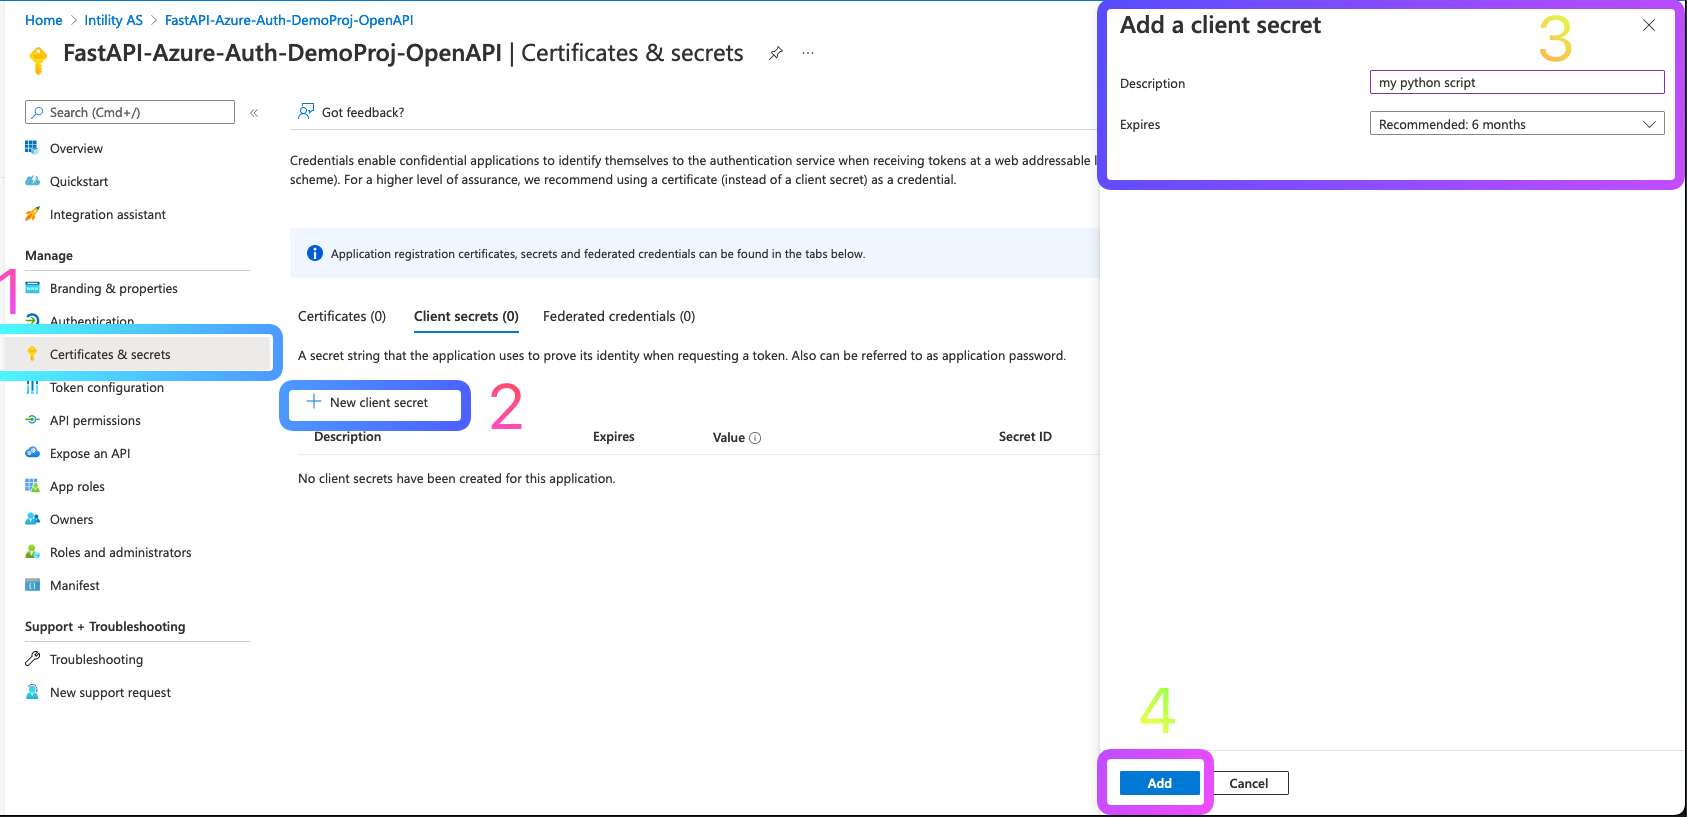 Home > Intility AS > FastAPI-Azure-Auth-DemoProj-OpenAPI
FastAPI-Azure-Auth-DemoProj-OpenAPI | Certificates & secrets ...
Search (Cmd+/) «
Overview
Quickstart
Integration assistant
Manage
1
Branding & properties
Authentication
Certificates & secrets
Token configuration
API permissions
Expose an API
App roles
Owners
Roles and administrators
Manifest
Support + Troubleshooting
Troubleshooting
New support request
Got feedback?
Credentials enable confidential applications to identify themselves to the authentication service when receiving tokens at a web addressable
scheme). For a higher level of assurance, we recommend using a certificate (instead of a client secret) as a credential.
Application registration certificates, secrets and federated credentials can be found in the tabs below.
Certificates (0) Client secrets (0) Federated credentials (0)
A secret string that the application uses to prove its identity when requesting a token. Also can be referred to as application password.
+ New client secret 2
Description Expires Value Secret ID
No client secrets have been created for this application.
Add a client secret 3
Description my python script
Expires Recommended: 6 months
4
Add Cancel